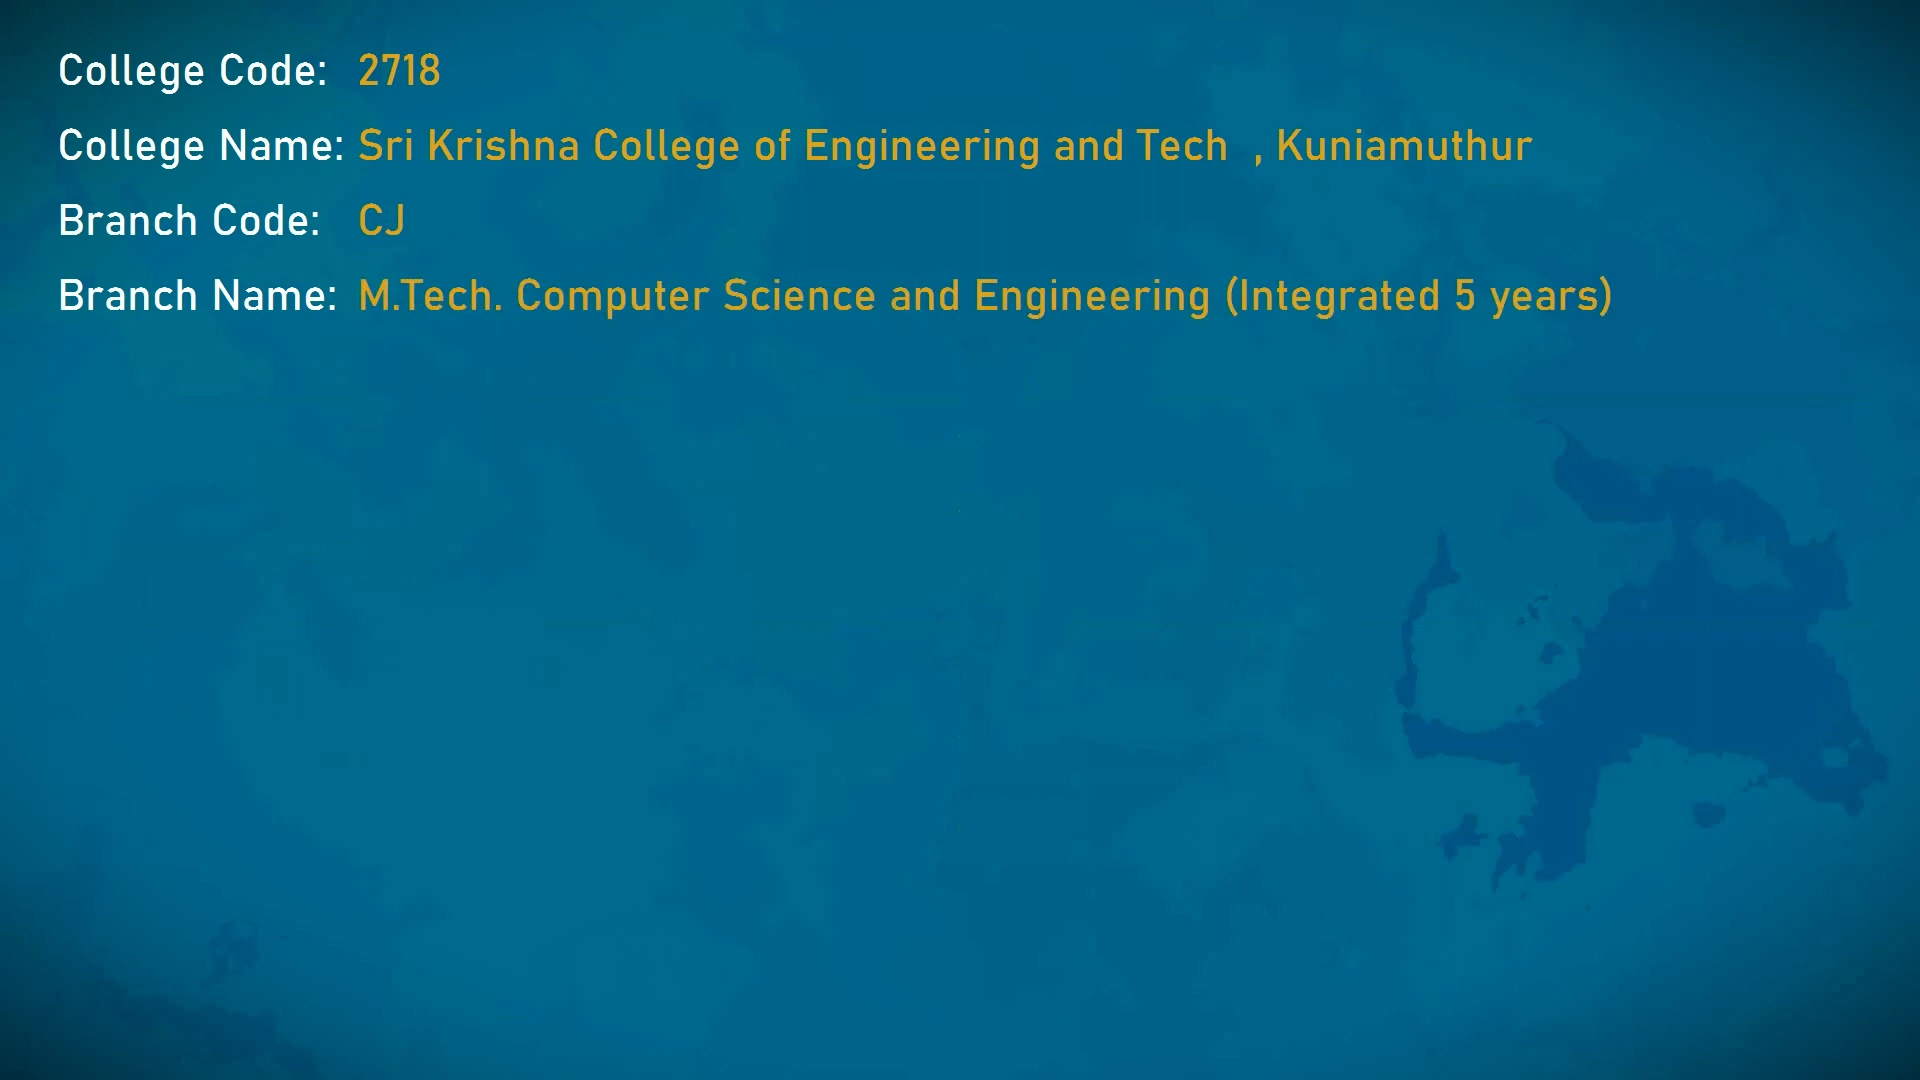 College Code: 2718
College Name: Sri Krishna College of Engineering and Tech , Kuniamuthur
Branch Code: CJ
Branch Name: M.Tech. Computer Science and Engineering (Integrated 5 years)